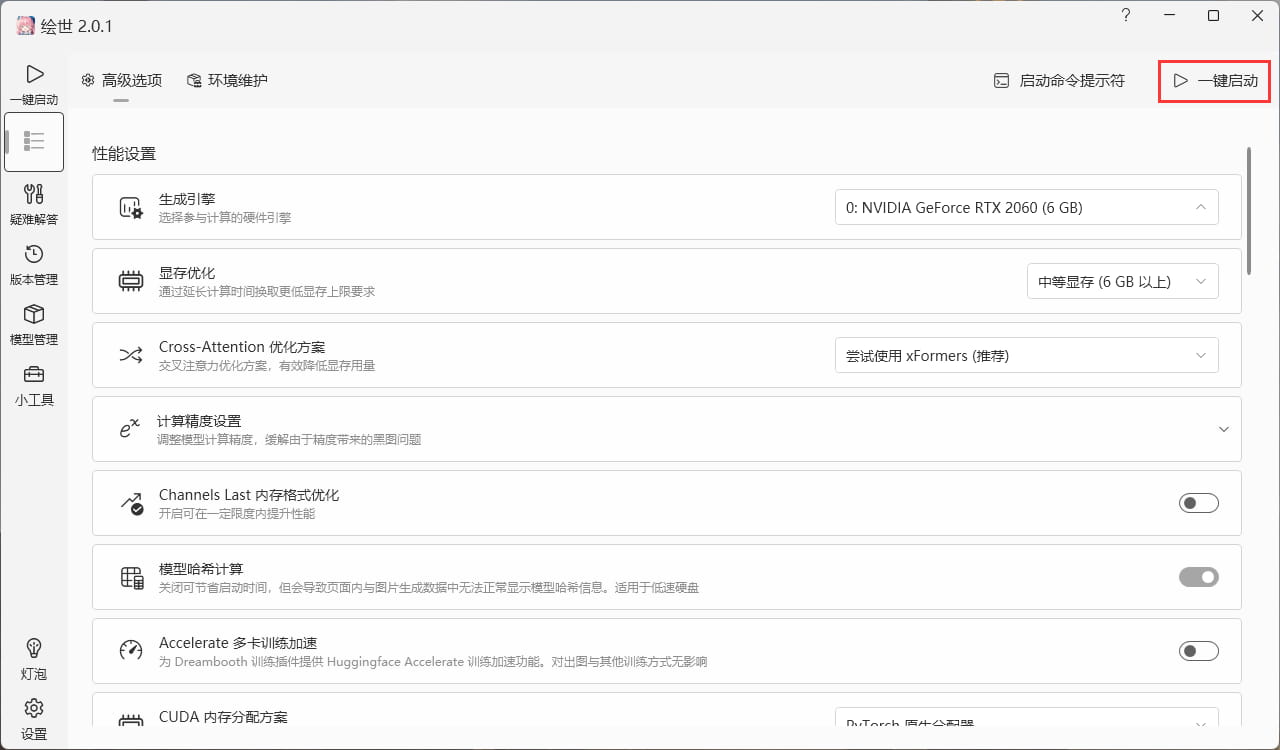 绘世 2.0.1
?
一键启动
高级选项
环境维护
启动命令提示符
一键启动
疑难解答
版本管理
模型管理
小工具
灯泡
设置
性能设置
生成引擎
选择参与计算的硬件引擎
0: NVIDIA GeForce RTX 2060 (6 GB)
显存优化
通过延长计算时间换取更低显存上限要求
中等显存 (6 GB 以上)
Cross-Attention 优化方案
交叉注意力优化方案，有效降低显存用量
尝试使用 xFormers (推荐)
计算精度设置
调整模型计算精度，缓解由于精度带来的黑图问题
Channels Last 内存格式优化
开启可在一定限度内提升性能
模型哈希计算
关闭可节省启动时间，但会导致页面内与图片生成数据中无法正常显示模型哈希信息。适用于低速硬盘
Accelerate 多卡训练加速
为 Dreambooth 训练插件提供 Huggingface Accelerate 训练加速功能。对出图与其他训练方式无影响
CUDA 内存分配方案
PyTorch 原生分配器